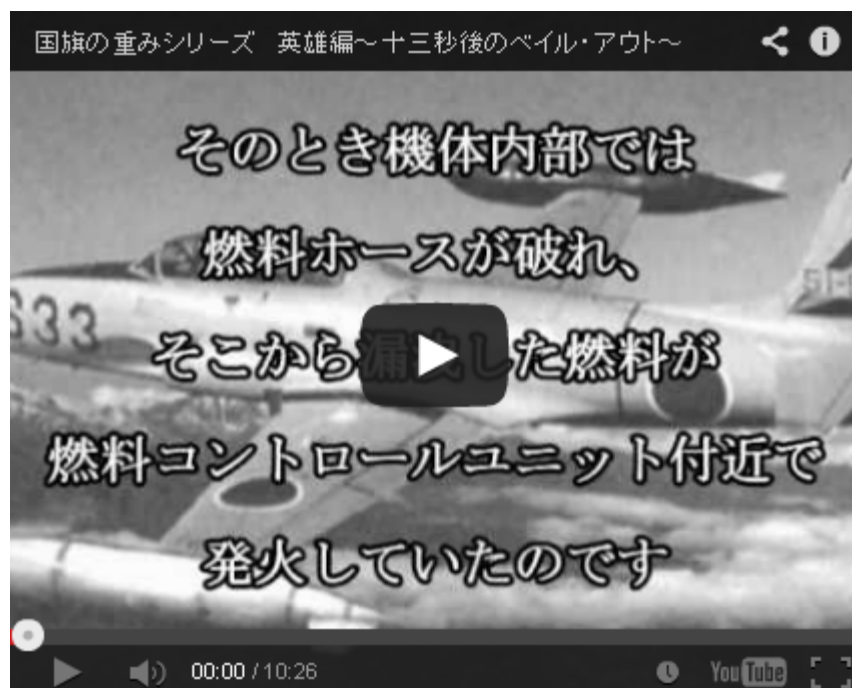 国旗の重みシリーズ　英雄編～十三秒後のベイル・アウト～
そのとき機体内部では
燃料ホースが破れ、
633
51-
そこから漏洩した燃料が
燃料コントロールユニット付近で
発火していたのです
00:00 / 10:26
YouTube